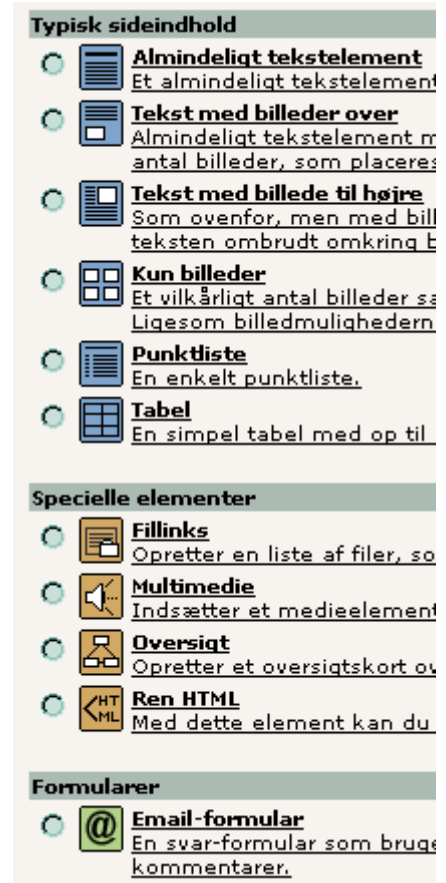 Typisk sideindhold
Almindeligt tekstelement
Et almindeligt tekstelement
Tekst med billeder over
Almindeligt tekstelement m
antal billeder, som placeres
Tekst med billede til højre
Som ovenfor, men med bill
teksten ombrudt omkring b
Kun billeder
Et vilkårligt antal billeder sa
Ligesom billedmulighedern
Punktliste
En enkelt punktliste.
Tabel
En simpel tabel med op til
Specielle elementer
Fillinks
Opretter en liste af filer, so
Multimedie
Indsætter et medieelement
Oversigt
Opretter et oversigtskort ov
<HT
ML
Ren HTML
Med dette element kan du
Formularer
@
Email-formular
En svar-formular som bruge
kommentarer.